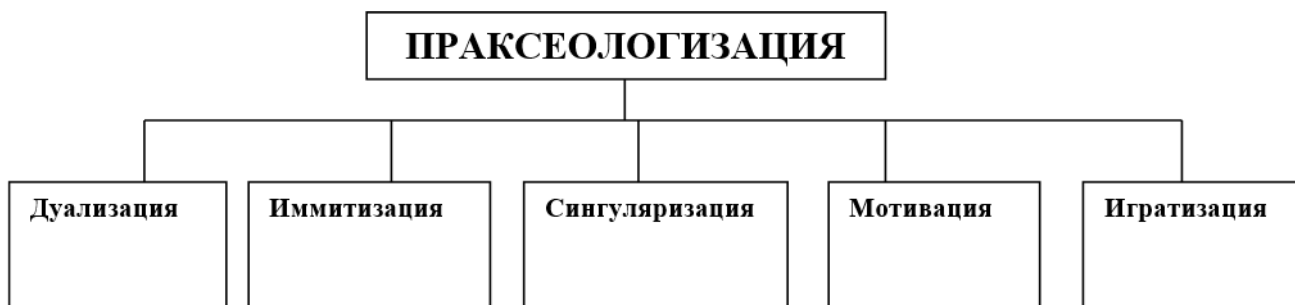 ПРАКСЕОЛОГИЗАЦИЯ
Дуализация
Иммитизация
Сингуляризация
Мотивация
Игратизация